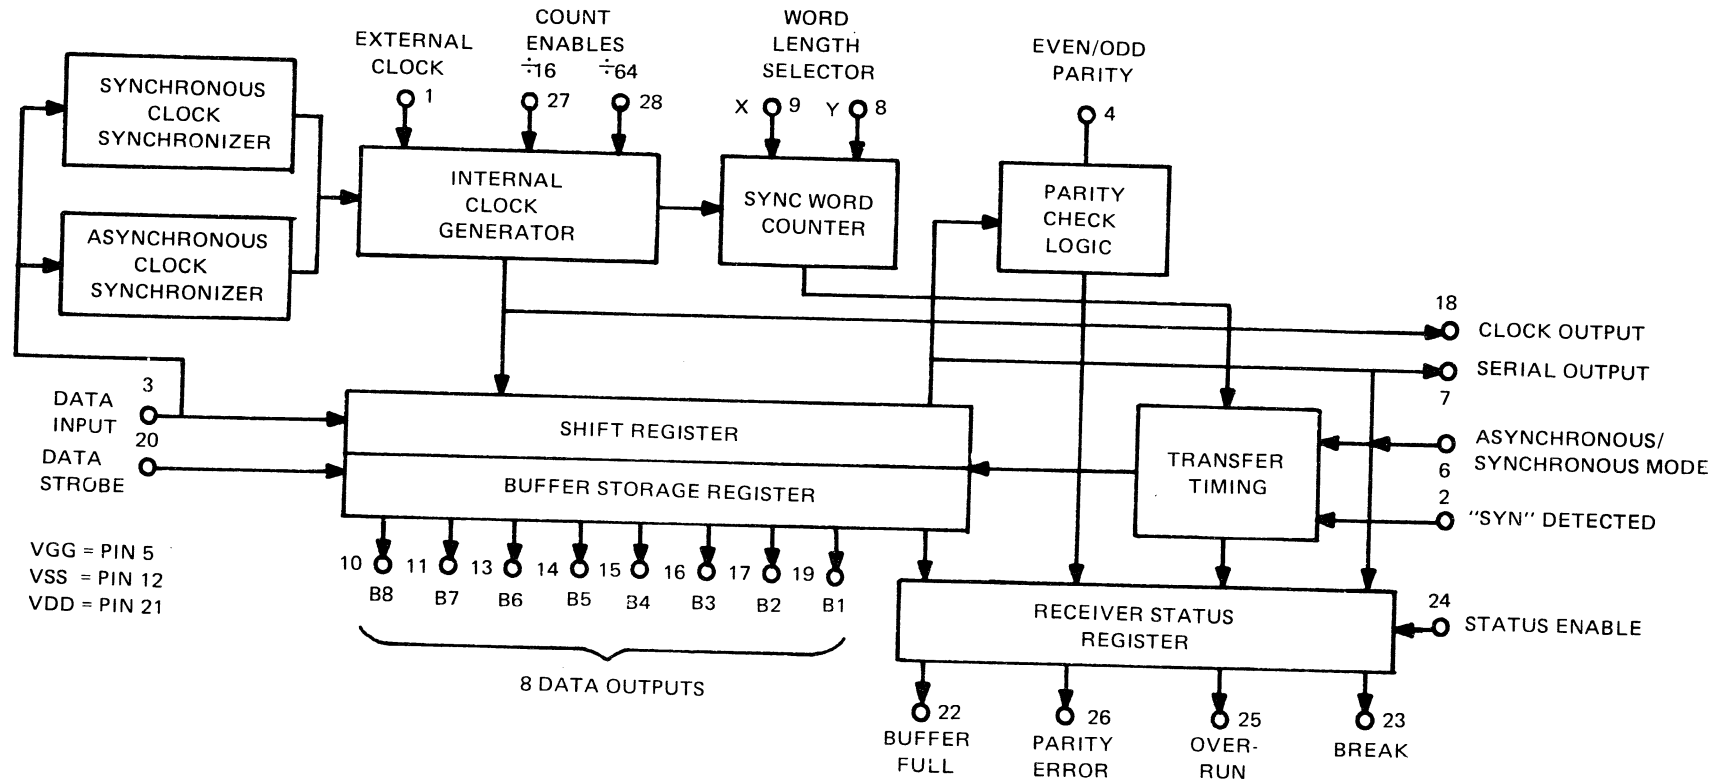 COUNT
ENABLES
÷16 ÷64
WORD
LENGTH
SELECTOR
EXTERNAL
CLOCK
EVEN/ODD
PARITY
1
27
28
X
9
Y
8
4
SYNCHRONOUS
CLOCK
SYNCHRONIZER
INTERNAL
CLOCK
GENERATOR
SYNC WORD
COUNTER
PARITY
CHECK
LOGIC
ASYNCHRONOUS
CLOCK
SYNCHRONIZER
18
CLOCK OUTPUT
SERIAL OUTPUT
7
3
DATA
INPUT
20
DATA
STROBE
SHIFT REGISTER
BUFFER STORAGE REGISTER
TRANSFER
TIMING
ASYNCHRONOUS/
SYNCHRONOUS MODE
6
2
"SYN" DETECTED
VGG = PIN 5
VSS = PIN 12
VDD = PIN 21
10
11
13
14
15
16
17
19
B8
B7
B6
B5
B4
B3
B2
B1
8 DATA OUTPUTS
RECEIVER STATUS
REGISTER
24
STATUS ENABLE
22
BUFFER
FULL
26
PARITY
ERROR
25
OVER-
RUN
23
BREAK